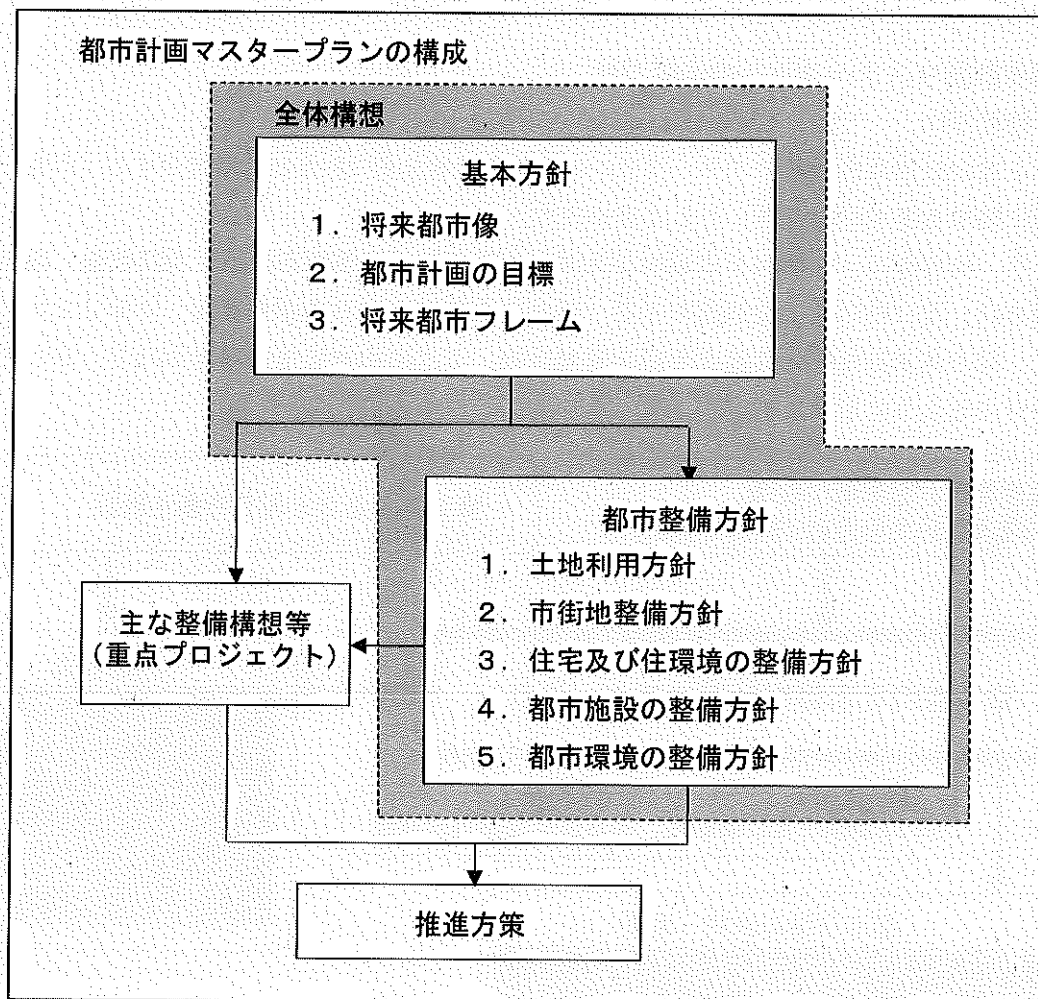 都市計画マスタープランの構成
全体構想
基本方針
1. 将来都市像
2. 都市計画の目標
3. 将来都市フレーム
都市整備方針
1. 土地利用方針
2. 市街地整備方針
3. 住宅及び住環境の整備方針
4. 都市施設の整備方針
5. 都市環境の整備方針
主な整備構想等
(重点プロジェクト)
推進方策